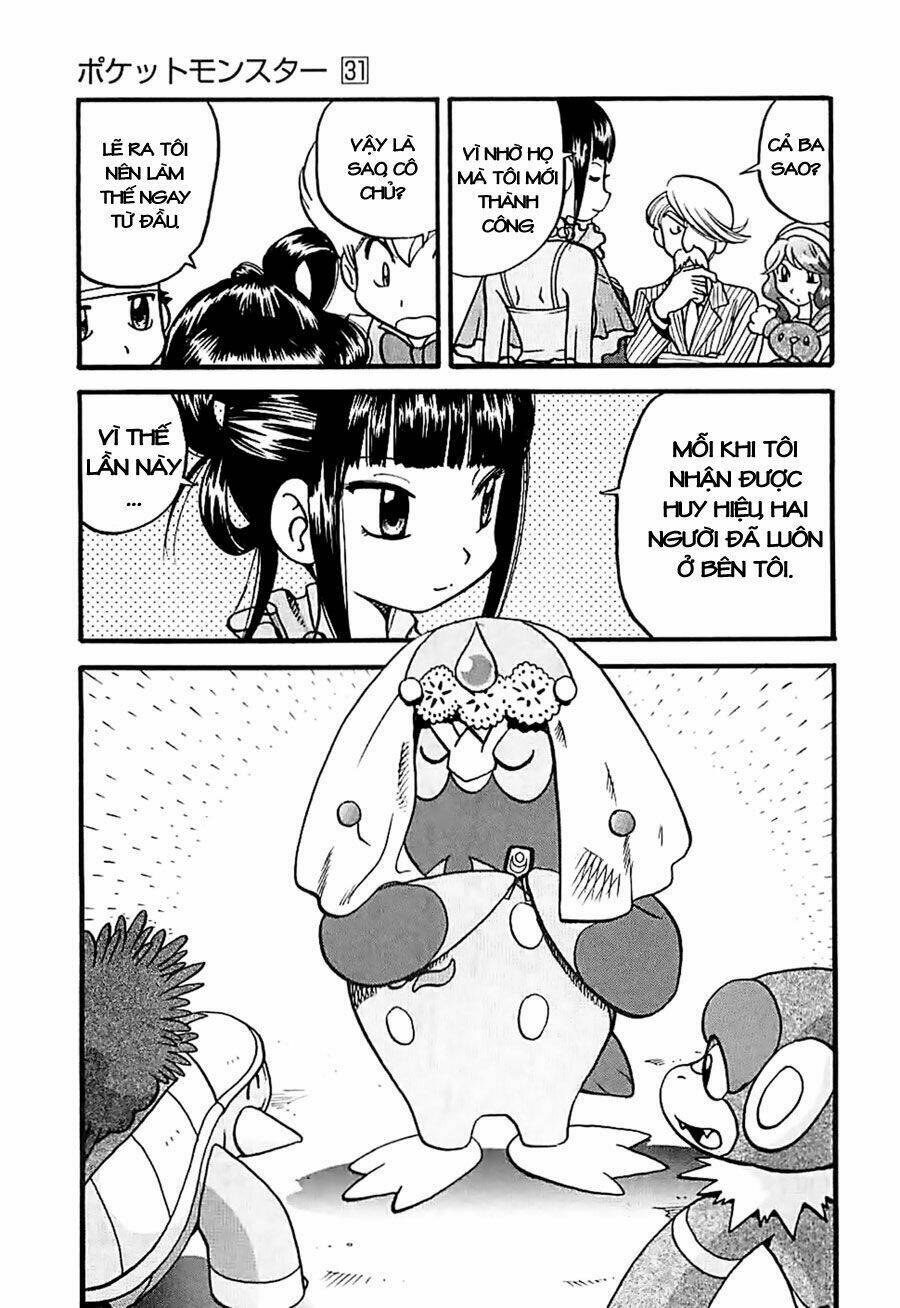 ポケットモンスター 31
CẢ BA
SAO?
VÌ NHỜ HỌ
MÀ TÔI MỚI
THÀNH
CÔNG.
VẬY LÀ
SAO, CÔ
CHỦ?
LẼ RA TÔI
NÊN LÀM
THẾ NGAY
TỪ ĐẦU.
MỖI KHI TÔI
NHẬN ĐƯỢC
HUY HIỆU, HAI
NGƯỜI ĐÃ LUÔN
Ở BÊN TÔI.
VÌ THẾ
LẦN NÀY
...